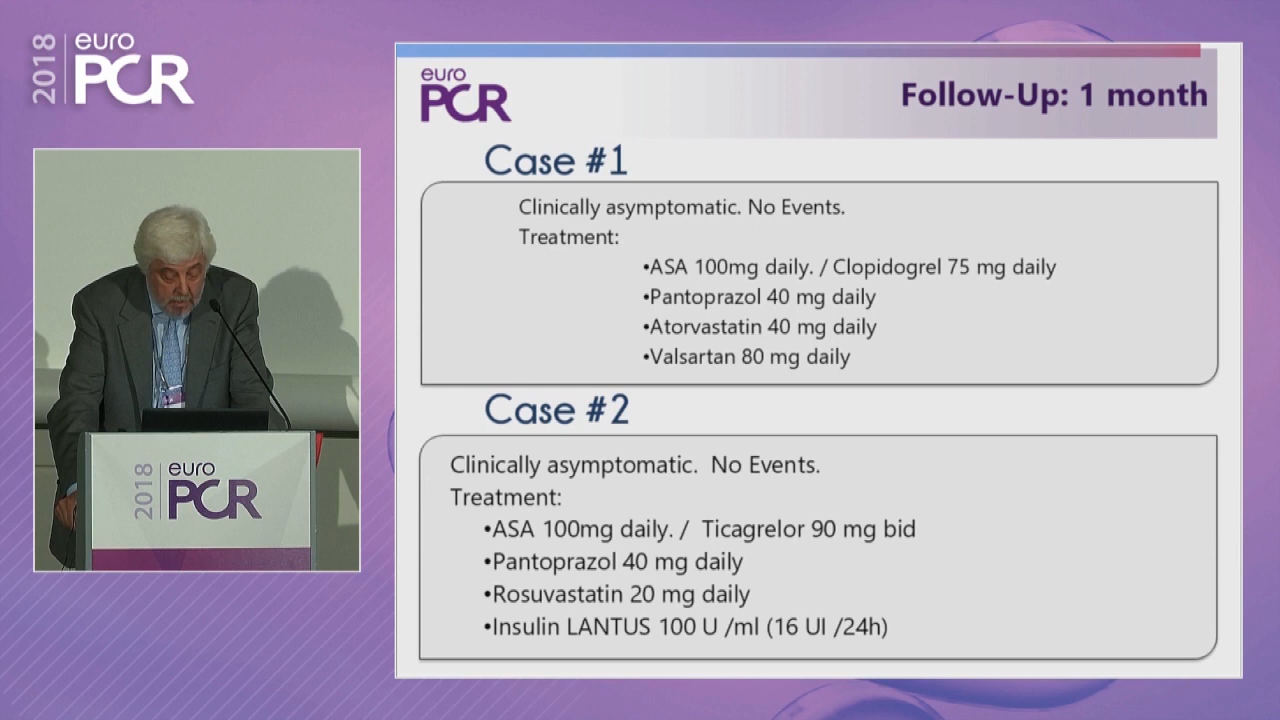 2018
euro
PCR
euro
PCR
Follow-Up: 1 month
Case #1
Clinically asymptomatic. No Events.
Treatment:
•ASA 100mg daily. / Clopidogrel 75 mg daily
•Pantoprazol 40 mg daily
•Atorvastatin 40 mg daily
•Valsartan 80 mg daily
Case #2
Clinically asymptomatic.  No Events.
Treatment:
•ASA 100mg daily. /  Ticagrelor 90 mg bid
•Pantoprazol 40 mg daily
•Rosuvastatin 20 mg daily
•Insulin LANTUS 100 U /ml (16 UI /24h)
2018
euro
PCR